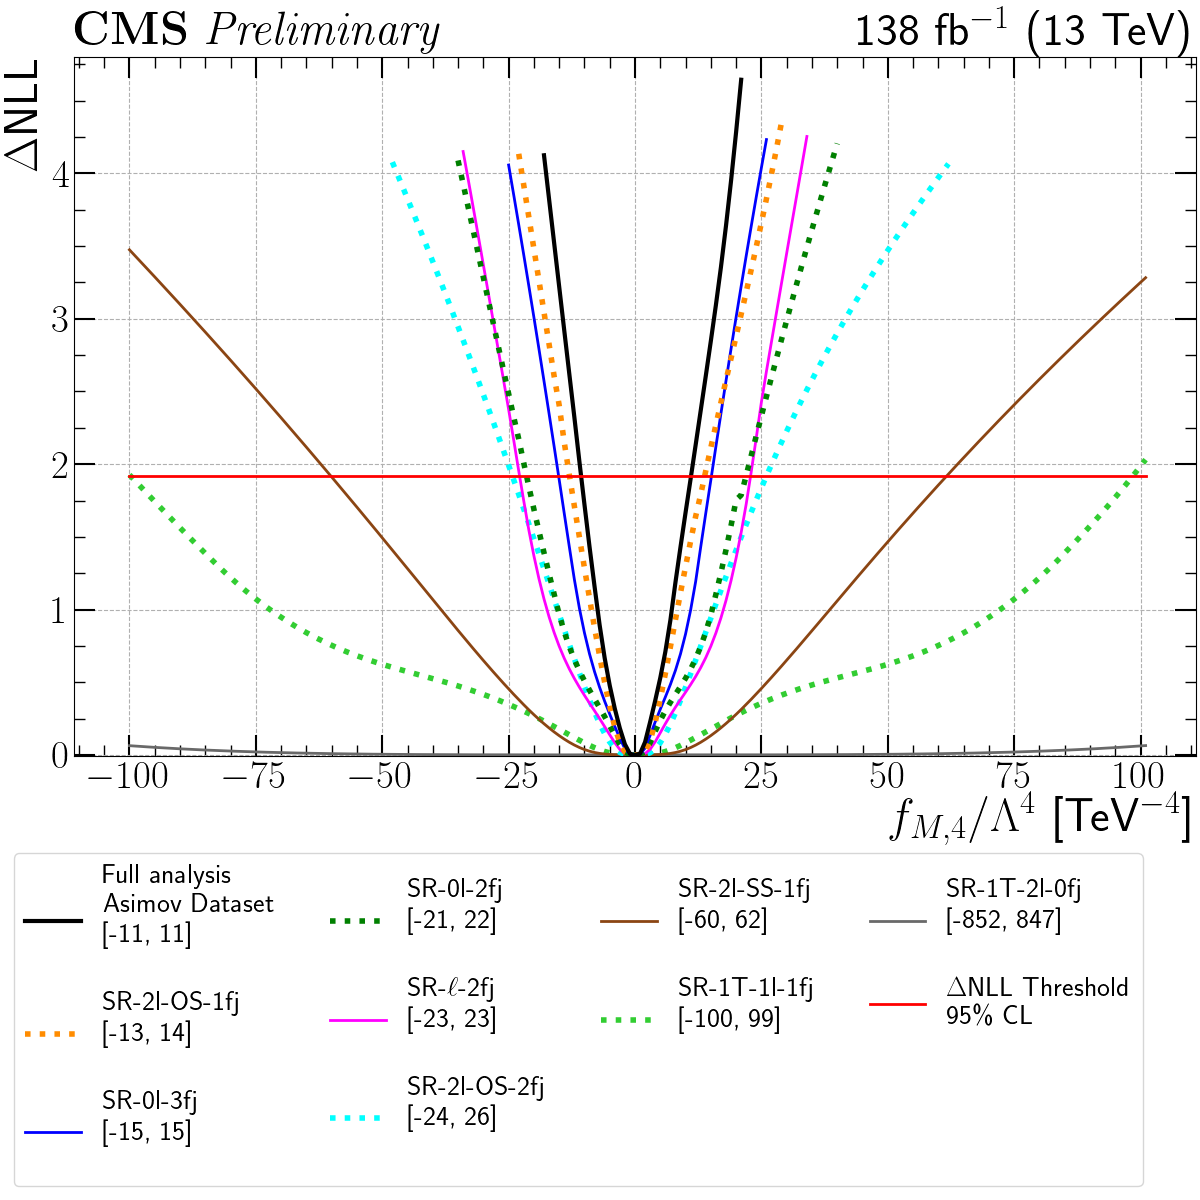 CMS Preliminary 138 fb⁻¹ (13 TeV)
ΔNLL
4
3
2
1
0
−100 −75 −50 −25 0 25 50 75 100
f_{M,4}/Λ⁴ [TeV⁻⁴]
Full analysis
Asimov Dataset
[-11, 11]
SR-2l-OS-1fj
[-13, 14]
SR-0l-3fj
[-15, 15]
SR-0l-2fj
[-21, 22]
SR-ℓ-2fj
[-23, 23]
SR-2l-OS-2fj
[-24, 26]
SR-2l-SS-1fj
[-60, 62]
SR-1T-1l-1fj
[-100, 99]
SR-1T-2l-0fj
[-852, 847]
ΔNLL Threshold
95% CL